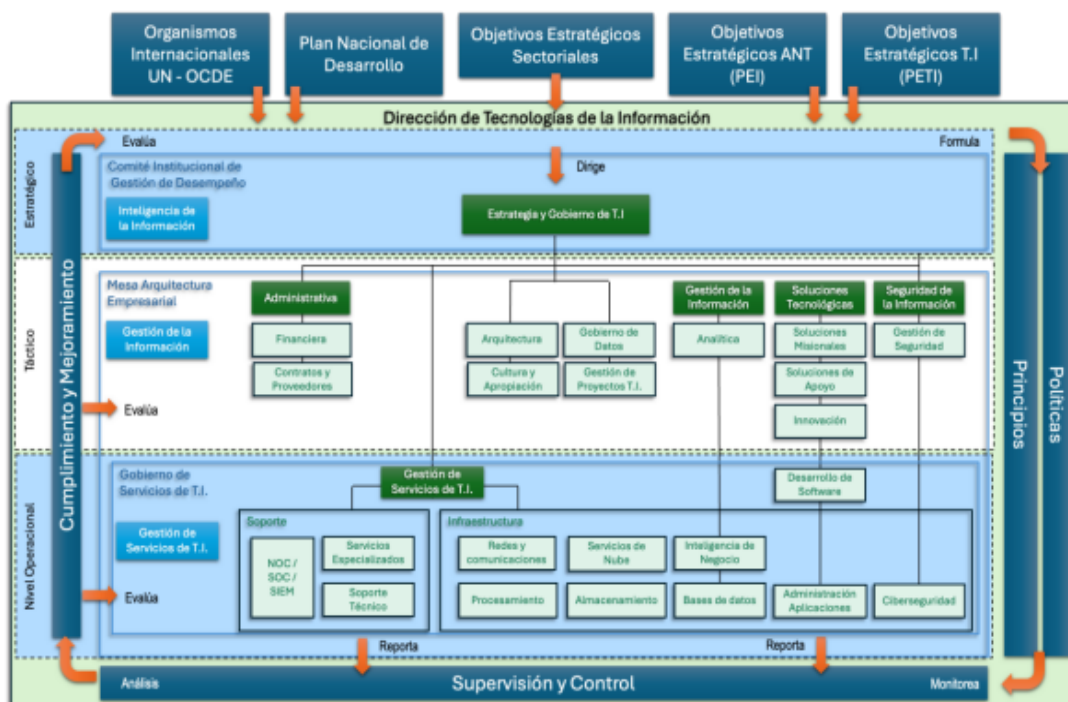 Organismos
Internacionales
UN - OCDE
Plan Nacional de
Desarrollo
Objetivos Estratégicos
Sectoriales
Objetivos
Estratégicos ANT
(PEI)
Objetivos
Estratégicos T.I
(PETI)
Dirección de Tecnologías de la Información
Evalúa
Formula
Estratégico
Comité Institucional de
Gestión de Desempeño
Dirige
Inteligencia de
la Información
Estrategia y Gobierno de T.I
Cumplimiento y Mejoramiento
Principios
Políticas
Táctico
Mesa Arquitectura
Empresarial
Gestión de la
Información
Administrativa
Financiera
Contratos y
Proveedores
Arquitectura
Cultura y
Apropiación
Gobierno de
Datos
Gestión de
Proyectos T.I.
Gestión de la
Información
Analítica
Soluciones
Tecnológicas
Soluciones
Misionales
Soluciones de
Apoyo
Innovación
Seguridad de
la Información
Gestión de
Seguridad
Evalúa
Nivel Operacional
Gobierno de
Servicios de T.I.
Gestión de
Servicios de T.I.
Gestión de
Servicios de T.I.
Desarrollo de
Software
Soporte
NOC /
SOC /
SIEM
Servicios
Especializados
Soporte
Técnico
Infraestructura
Redes y
comunicaciones
Servicios de
Nube
Inteligencia de
Negocio
Procesamiento
Almacenamiento
Bases de datos
Administración
Aplicaciones
Ciberseguridad
Evalúa
Reporta
Reporta
Análisis
Supervisión y Control
Monitorea